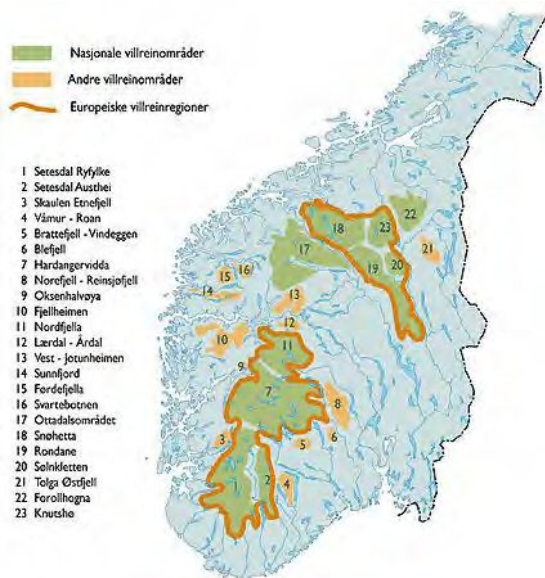 Nasjonale villreinområder
Andre villreinområder
Europeiske villreinregioner
1 Setesdal Ryfylke
2 Setesdal Austhei
3 Skaulen Etnefjell
4 Våmur - Roan
5 Brattefjell - Vindeggen
6 Blefjell
7 Hardangervidda
8 Norefjell - Reinsjøfjell
9 Oksenhalvøya
10 Fjellheimen
11 Nordfjella
12 Lærdal - Årdal
13 Vest - Jotunheimen
14 Sunnfjord
15 Førdefjella
16 Svartebotnen
17 Ottadalsområdet
18 Snøhetta
19 Rondane
20 Sølnkletten
21 Tolga Østfjell
22 Forollhogna
23 Knutshø
22
23
18
21
17
20
19
16
15
14
13
12
10
11
9
7
8
3
6
5
1
2
4